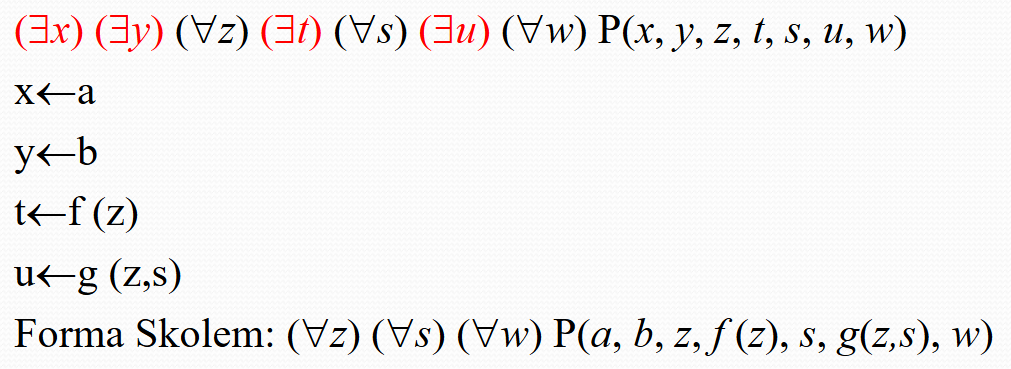 (∃x) (∃y) (∀z) (∃t) (∀s) (∃u) (∀w) P(x, y, z, t, s, u, w)
x←a
y←b
t←f (z)
u←g (z,s)
Forma Skolem: (∀z) (∀s) (∀w) P(a, b, z, f (z), s, g(z,s), w)